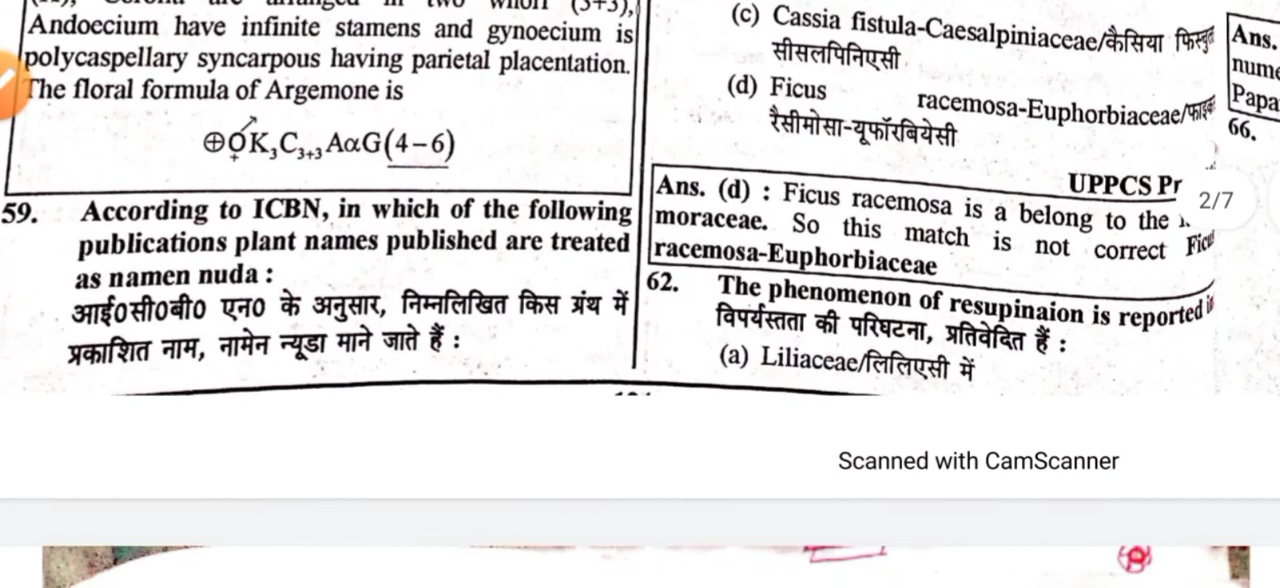 Andoecium have infinite stamens and gynoecium is
polycaspellary syncarpous having parietal placentation.
The floral formula of Argemone is
⊕⚥K₃C₃₊₃AαG(4–6)
59. According to ICBN, in which of the following
publications plant names published are treated
as namen nuda :
आई0सी0बी0 एन0 के अनुसार, निम्नलिखित किस ग्रंथ में
प्रकाशित नाम, नामेन न्यूडा माने जाते हैं :
(c) Cassia fistula-Caesalpiniaceae/कैसिया
सीसलपिनिएसी
(d) Ficus racemosa-Euphorbiaceae/
रैसीमोसा-यूफॉरबियेसी
UPPCS Pr
Ans. (d) : Ficus racemosa is a belong to the
moraceae. So this match is not correct
racemosa-Euphorbiaceae
62. The phenomenon of resupinaion is reported
विपर्यस्तता की परिघटना, प्रतिवेदित हैं :
(a) Liliaceae/लिलिएसी में
Ans.
66.
2/7
Scanned with CamScanner